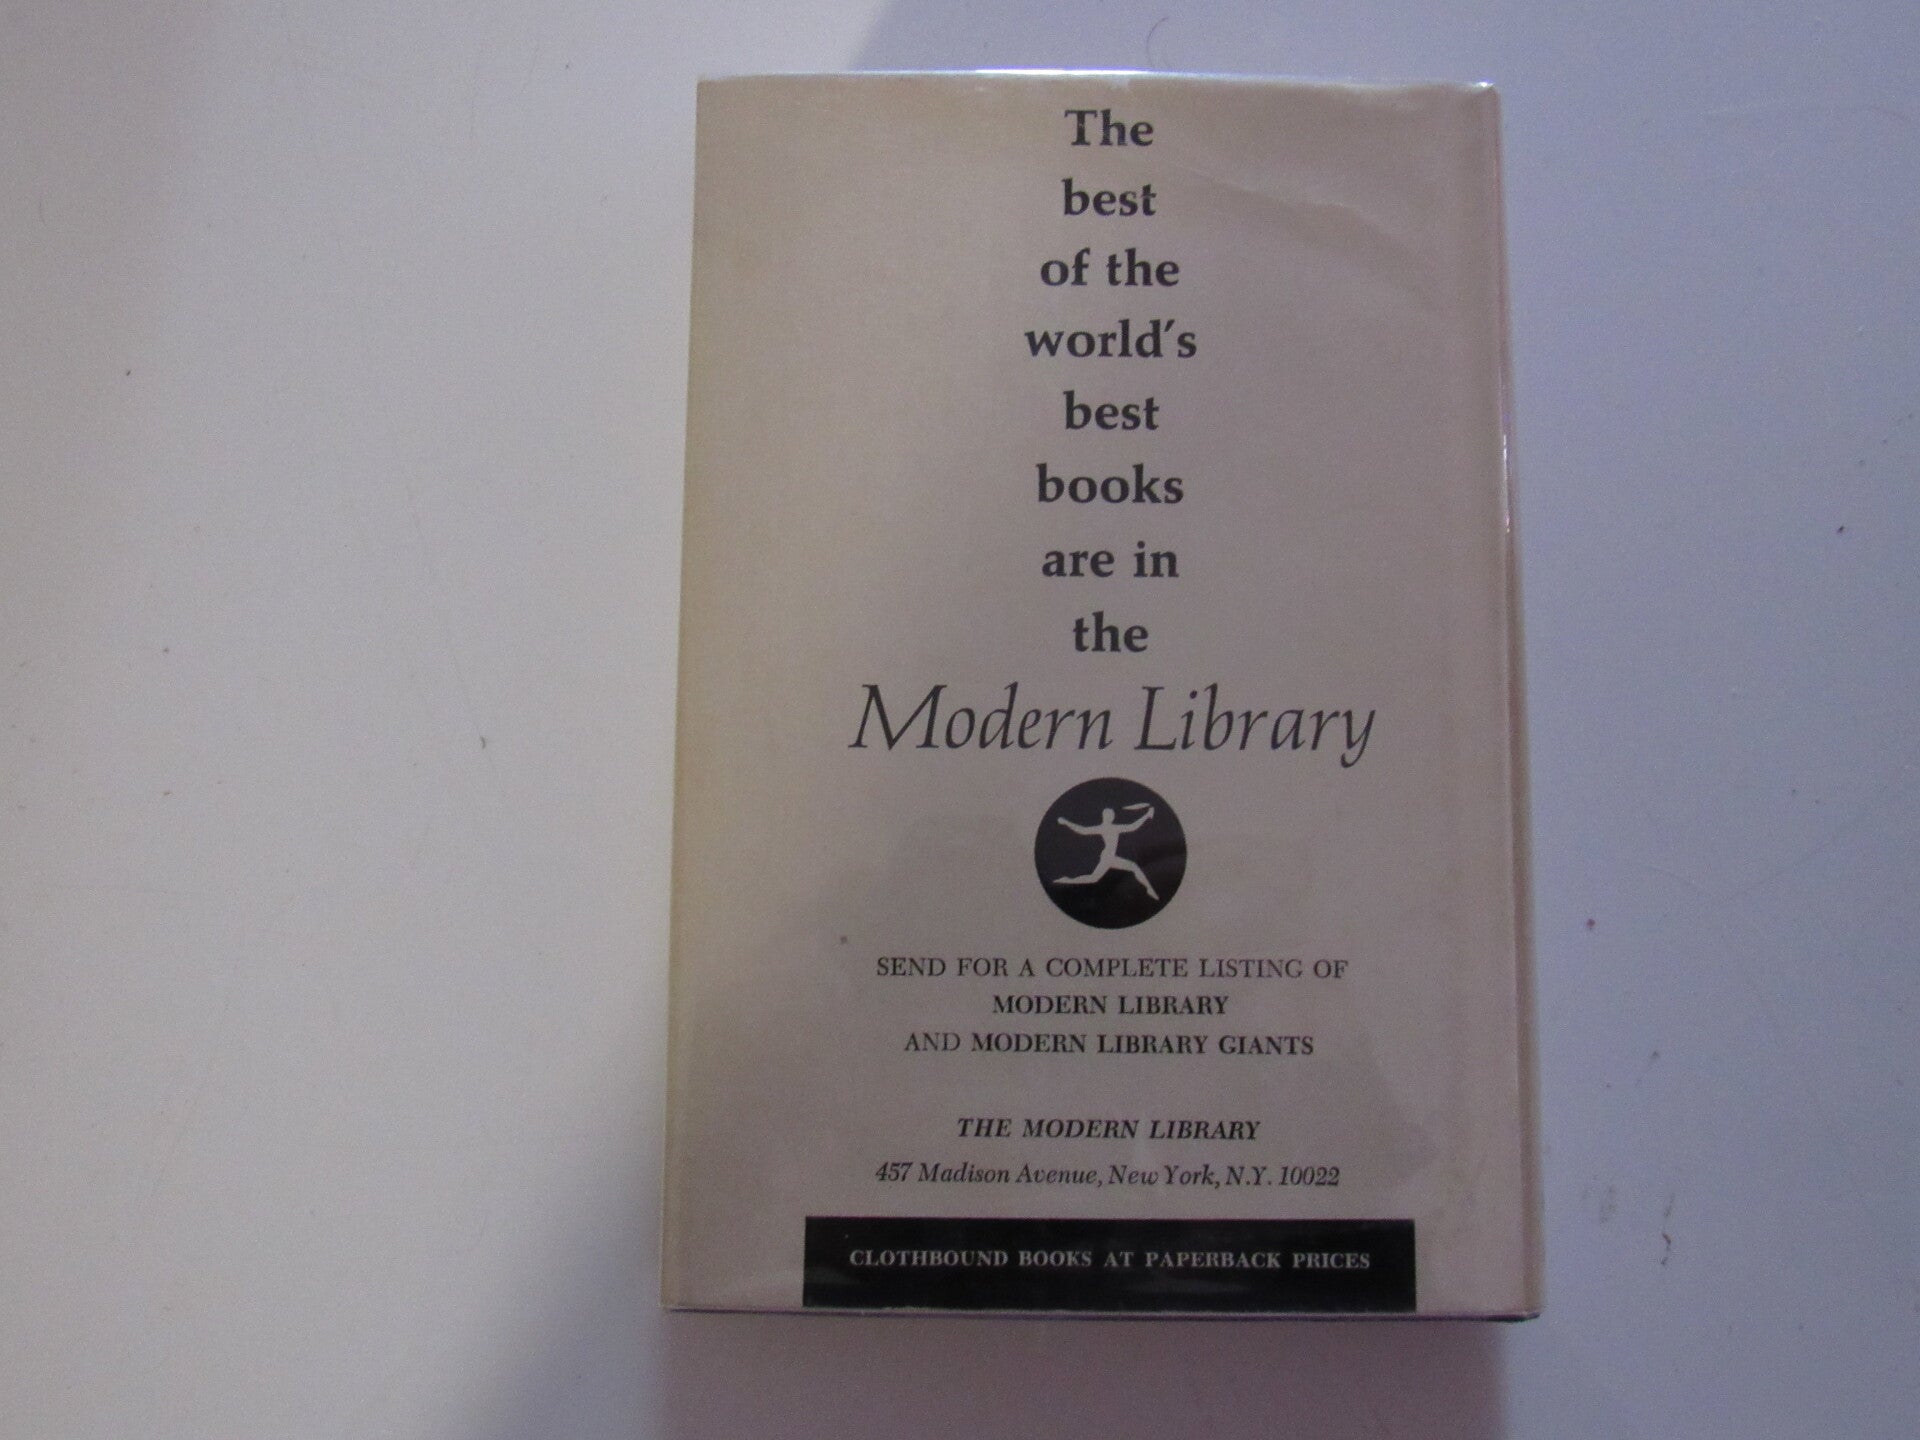 The
best
of the
world's
best
books
are in
the
Modern Library
SEND FOR A COMPLETE LISTING OF
MODERN LIBRARY
AND MODERN LIBRARY GIANTS
THE MODERN LIBRARY
457 Madison Avenue, New York, N.Y. 10022
CLOTHBOUND BOOKS AT PAPERBACK PRICES